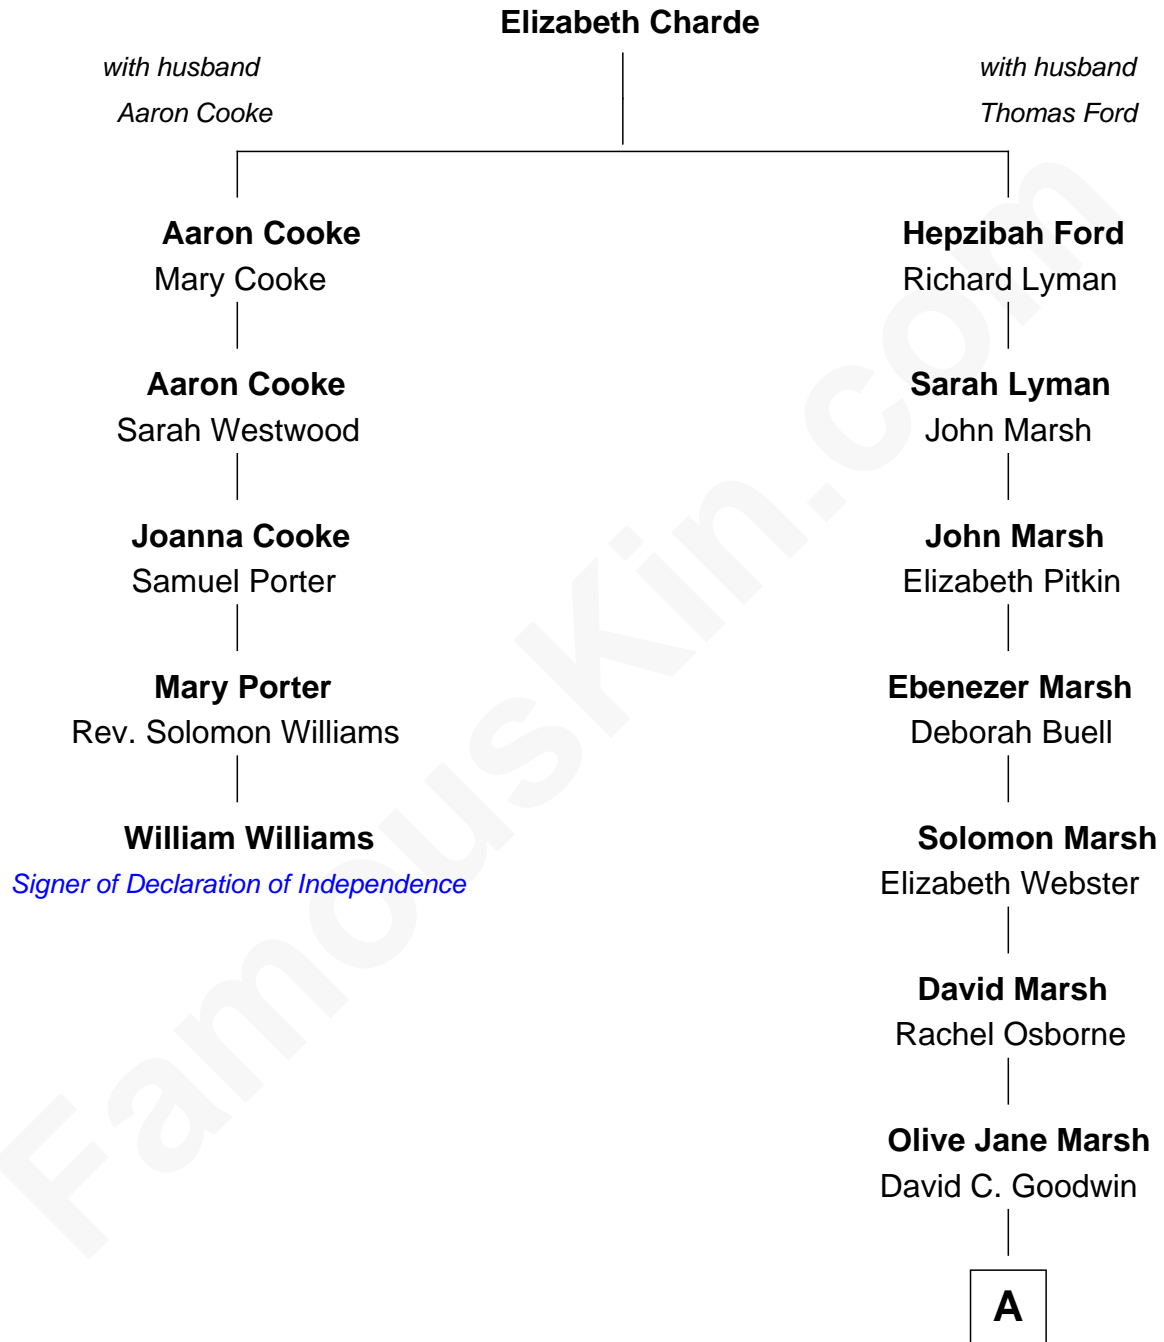 Elizabeth Charde
with husband
Aaron Cooke
with husband
Thomas Ford
Aaron Cooke
Mary Cooke
Hepzibah Ford
Richard Lyman
Aaron Cooke
Sarah Westwood
Sarah Lyman
John Marsh
Joanna Cooke
Samuel Porter
John Marsh
Elizabeth Pitkin
Mary Porter
Rev. Solomon Williams
Ebenezer Marsh
Deborah Buell
William Williams
Signer of Declaration of Independence
Solomon Marsh
Elizabeth Webster
David Marsh
Rachel Osborne
Olive Jane Marsh
David C. Goodwin
A
FamousKin.com